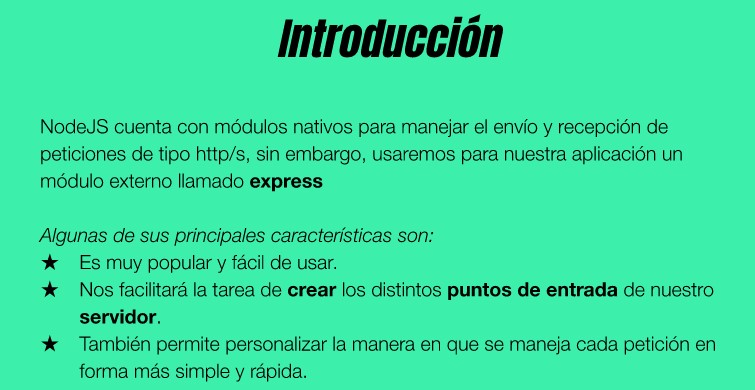 Introducción
NodeJS cuenta con módulos nativos para manejar el envío y recepción de
peticiones de tipo http/s, sin embargo, usaremos para nuestra aplicación un
módulo externo llamado express
Algunas de sus principales características son:
★ Es muy popular y fácil de usar.
★ Nos facilitará la tarea de crear los distintos puntos de entrada de nuestro
servidor.
★ También permite personalizar la manera en que se maneja cada petición en
forma más simple y rápida.